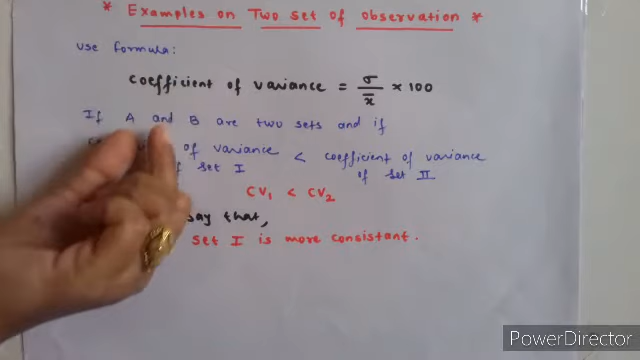 * Examples on Two set of observation *
use formula:
coefficient of variance = σ / x̄ × 100
If A and B are two sets and if
of variance < coefficient of variance
of set I of set II
CV₁ < CV₂
say that,
set I is more consistant.
PowerDirector